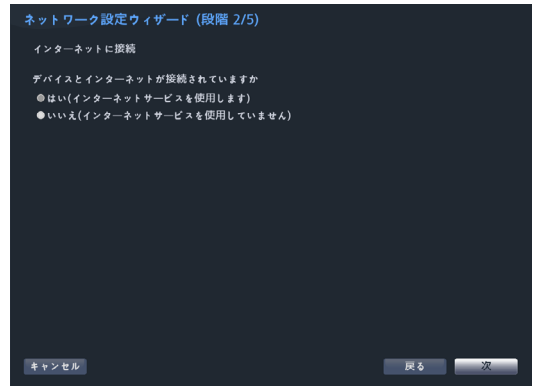 ネットワーク設定ウィザード (段階 2/5)
インターネットに接続
デバイスとインターネットが接続されていますか
はい(インターネットサービスを使用します)
いいえ(インターネットサービスを使用していません)
キャンセル 戻る 次